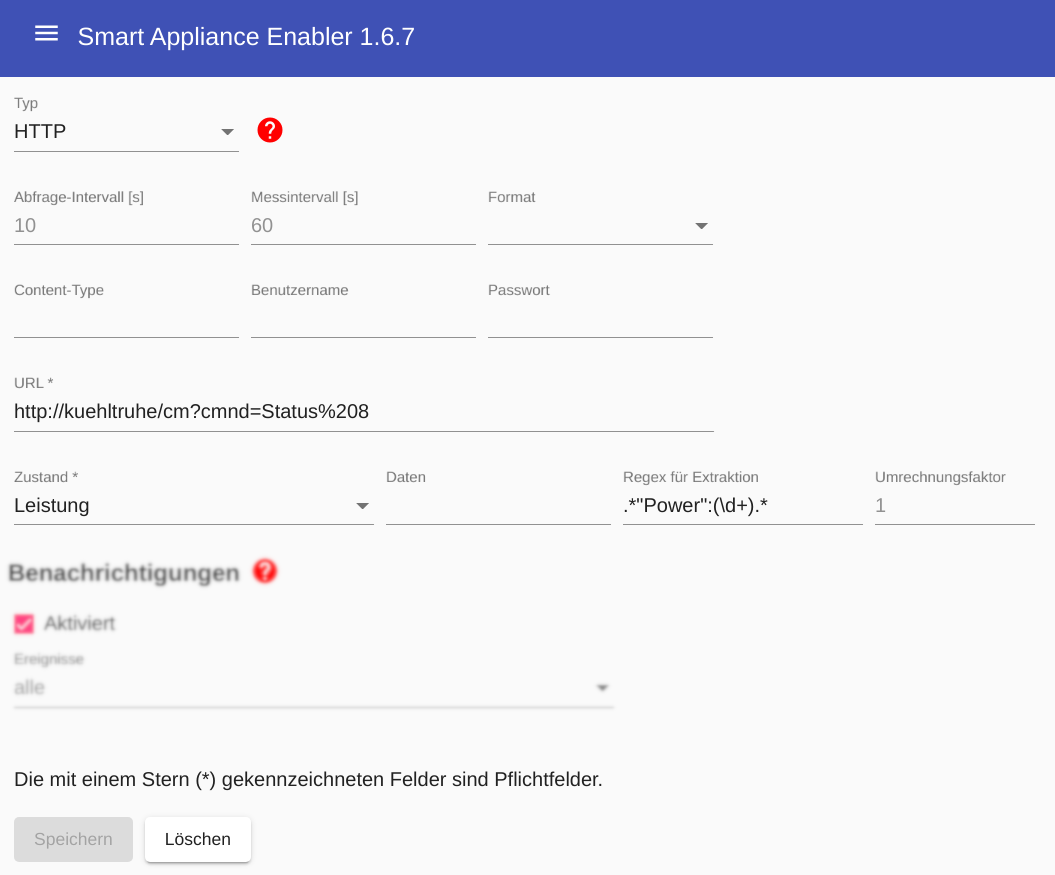 Smart Appliance Enabler 1.6.7
Typ
HTTP
?
Abfrage-Intervall [s] Messintervall [s] Format
10 60
Content-Type Benutzername Passwort
URL *
http://kuehltruhe/cm?cmnd=Status%208
Zustand * Daten Regex für Extraktion Umrechnungsfaktor
Leistung .*"Power":(\d+).* 1
Benachrichtigungen ?
Aktiviert
Ereignisse
alle
Die mit einem Stern (*) gekennzeichneten Felder sind Pflichtfelder.
Speichern Löschen